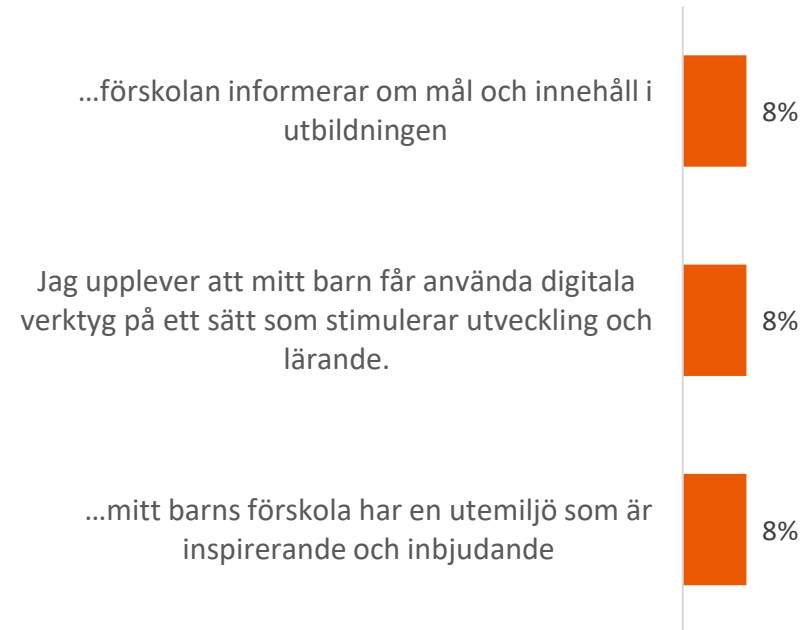 …förskolan informerar om mål och innehåll i
utbildningen
8%
Jag upplever att mitt barn får använda digitala
verktyg på ett sätt som stimulerar utveckling och
lärande.
8%
…mitt barns förskola har en utemiljö som är
inspirerande och inbjudande
8%